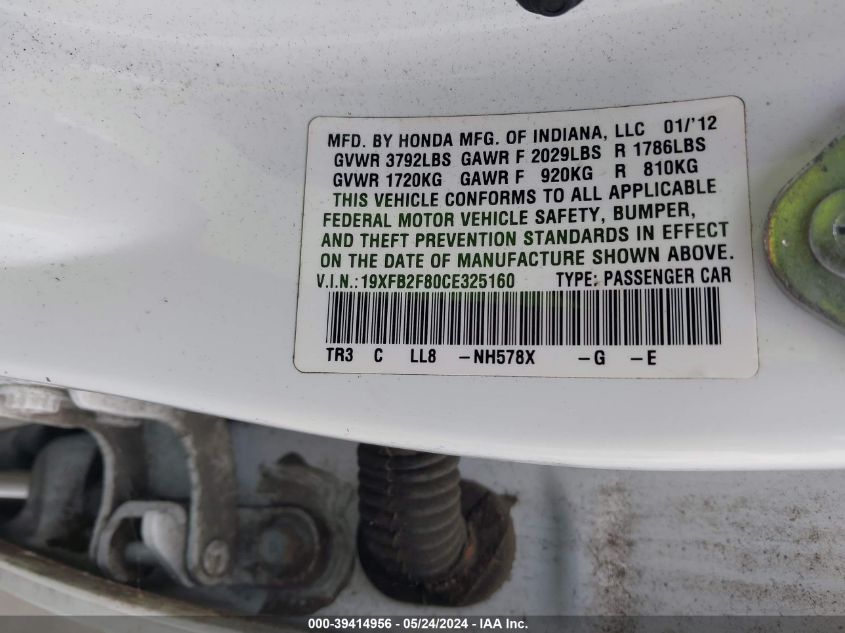 MFD. BY HONDA MFG. OF INDIANA, LLC 01/'12
GVWR 3792LBS GAWR F 2029LBS R 1786LBS
GVWR 1720KG GAWR F 920KG R 810KG
THIS VEHICLE CONFORMS TO ALL APPLICABLE
FEDERAL MOTOR VEHICLE SAFETY, BUMPER,
AND THEFT PREVENTION STANDARDS IN EFFECT
ON THE DATE OF MANUFACTURE SHOWN ABOVE.
V.I.N.:19XFB2F80CE325160 TYPE: PASSENGER CAR
TR3 C LL8 -NH578X -G -E
000-39414956 - 05/24/2024 - IAA Inc.